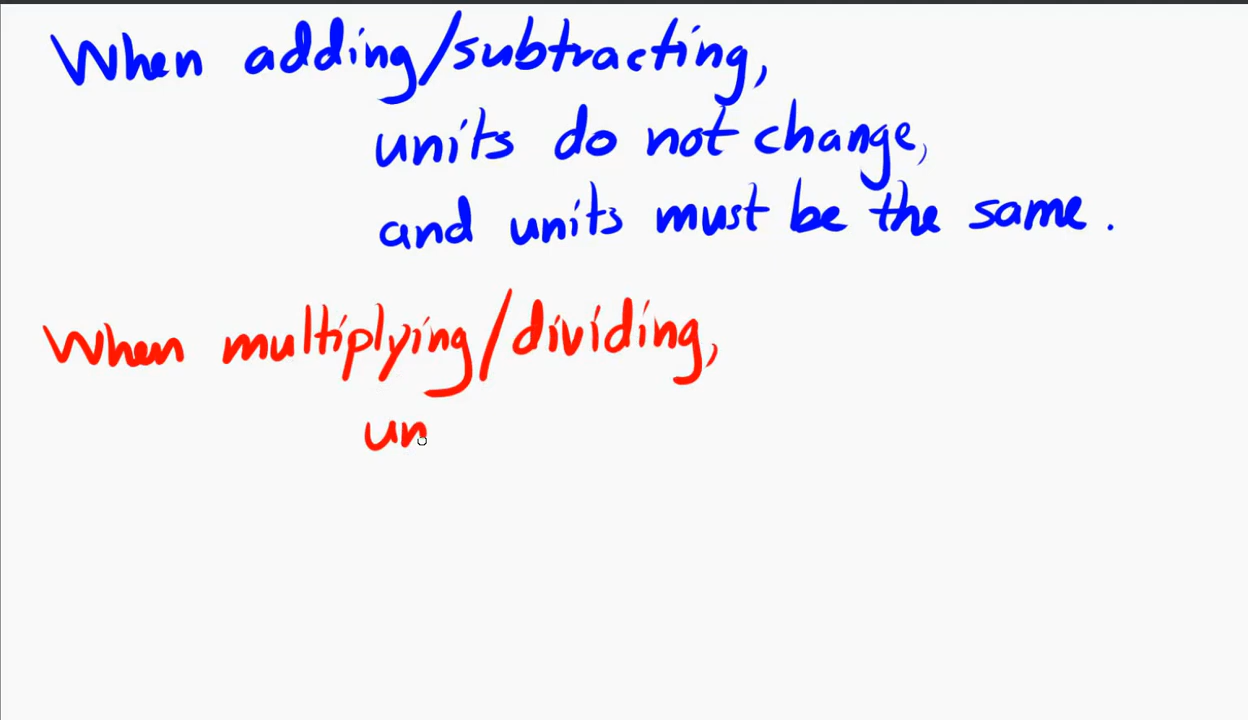 When adding/subtracting,
units do not change,
and units must be the same.
When multiplying/dividing,
un